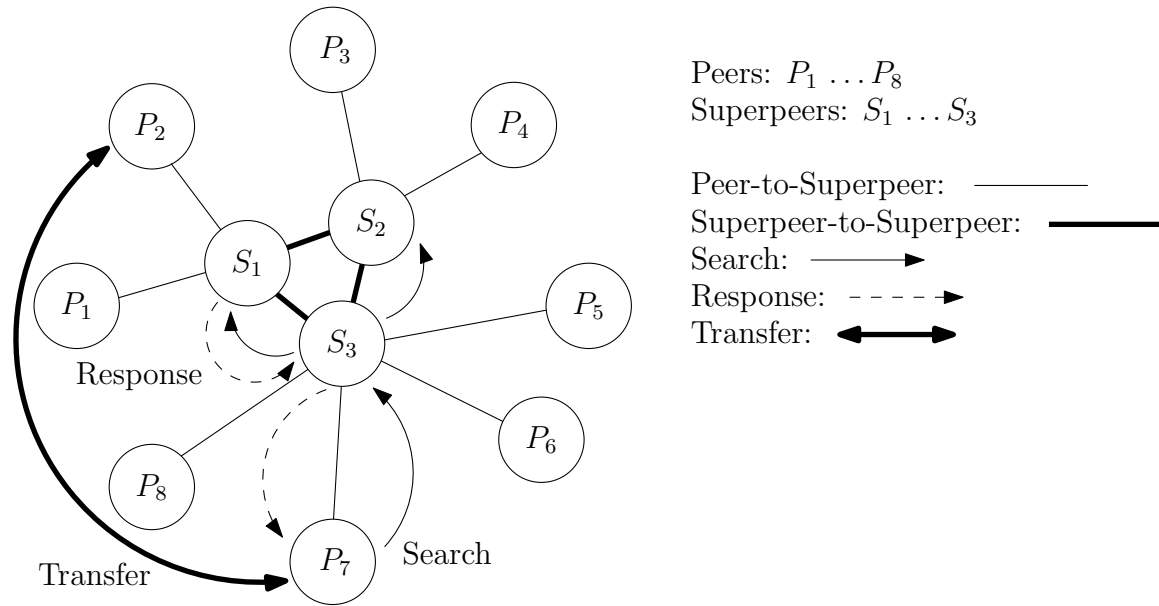 P₃
P₂
P₄
S₂
S₁
P₁
P₅
S₃
Response
P₆
P₈
P₇
Search
Transfer
Peers: P₁ … P₈
Superpeers: S₁ … S₃
Peer-to-Superpeer:
Superpeer-to-Superpeer:
Search:
Response:
Transfer: